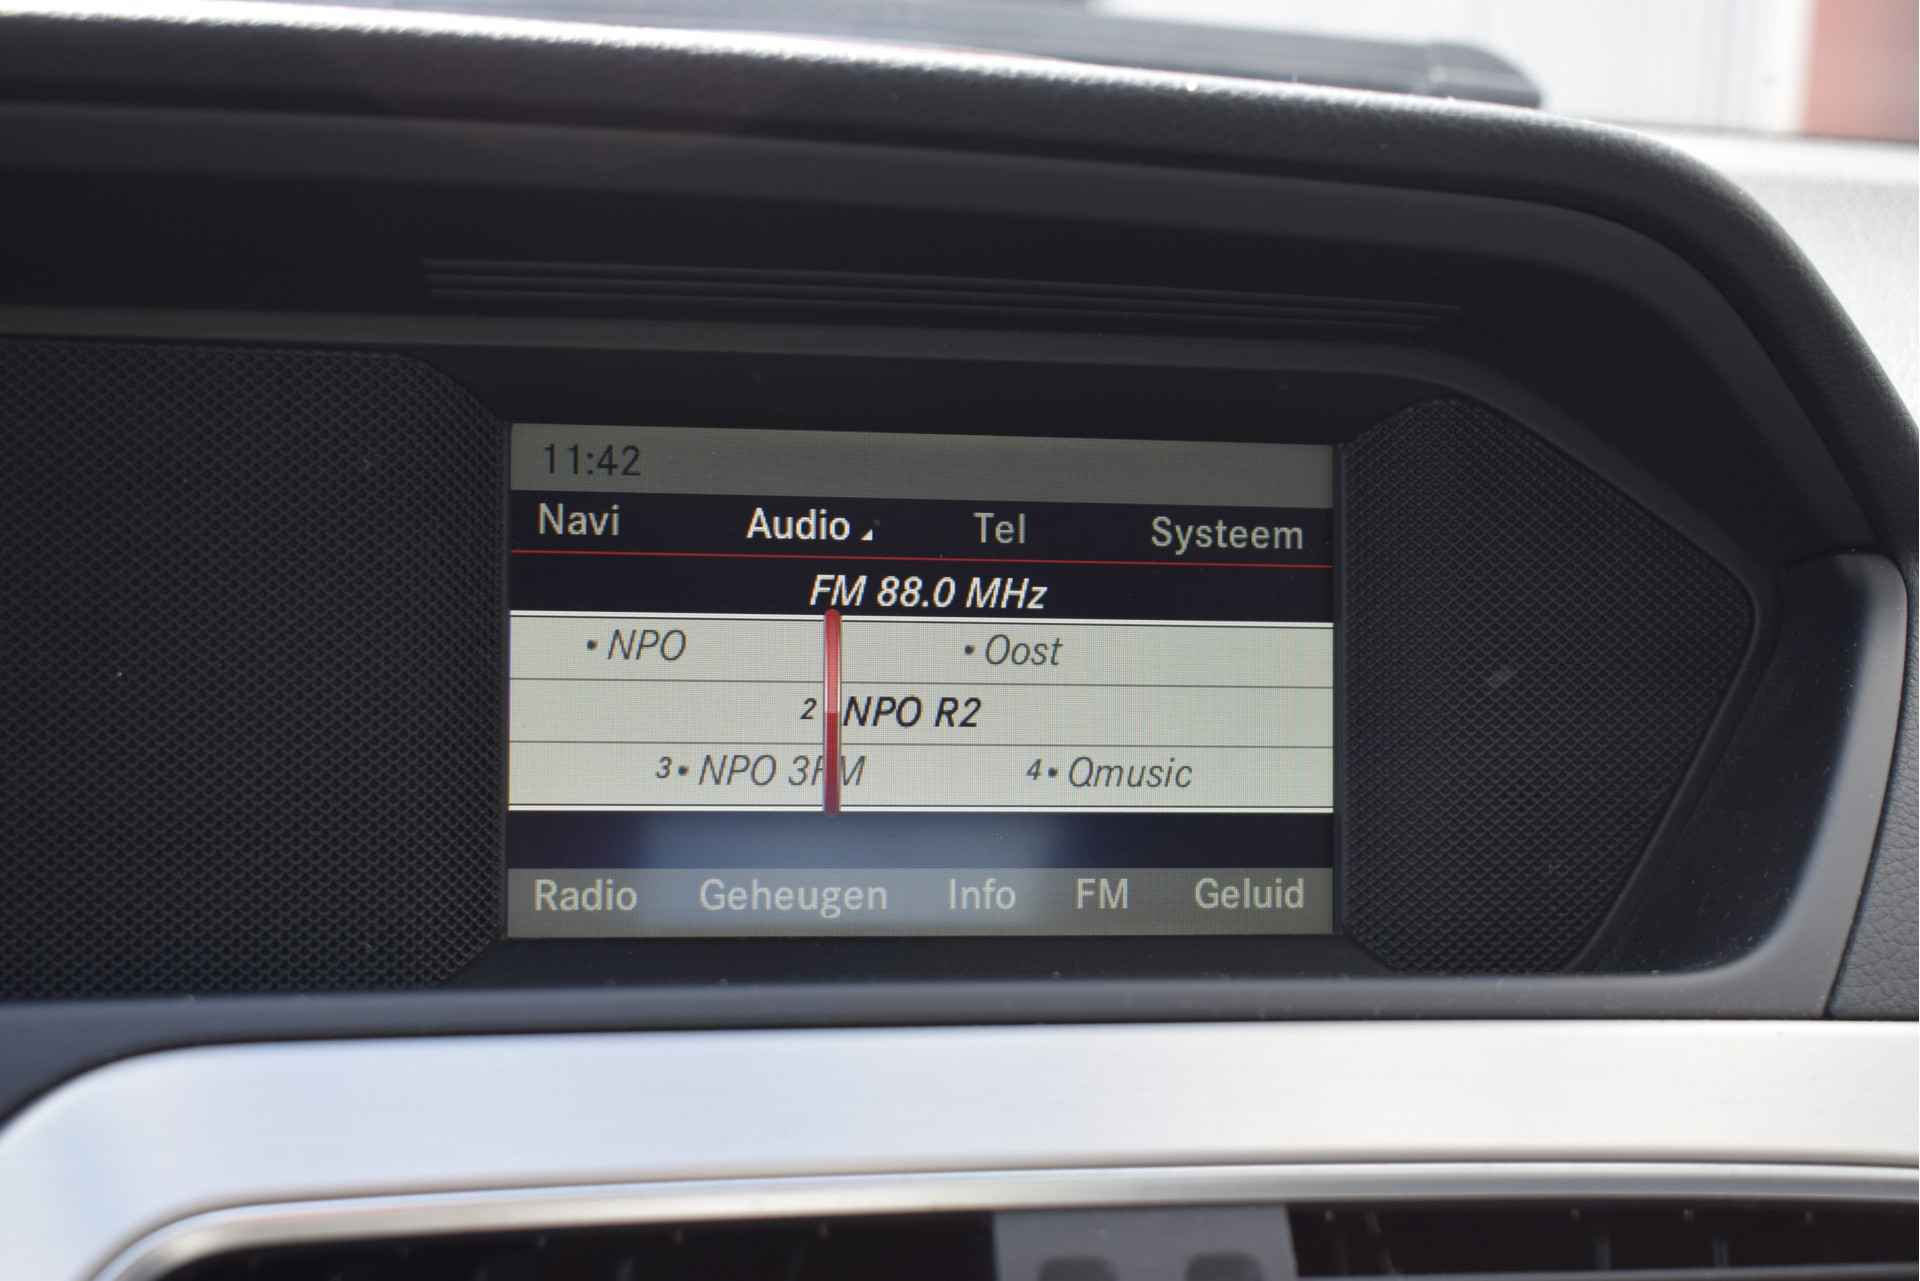 11:42
Navi Audio Tel Systeem
FM 88.0 MHz
• NPO • Oost
2 NPO R2
3 • NPO 3FM 4 • Qmusic
Radio Geheugen Info FM Geluid